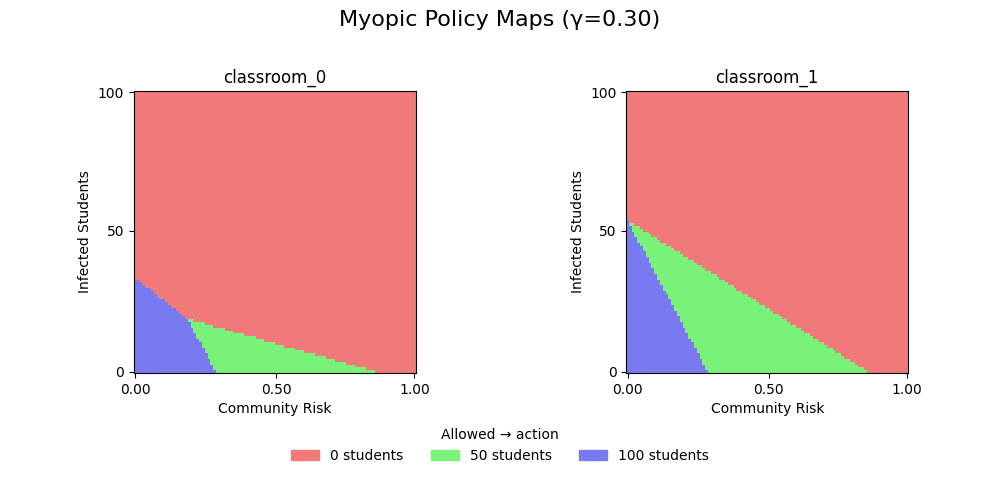 Myopic Policy Maps (γ=0.30)
classroom_0
100
50
0
Infected Students
0.00 0.50 1.00
Community Risk
classroom_1
100
50
0
Infected Students
0.00 0.50 1.00
Community Risk
Allowed → action
0 students 50 students 100 students